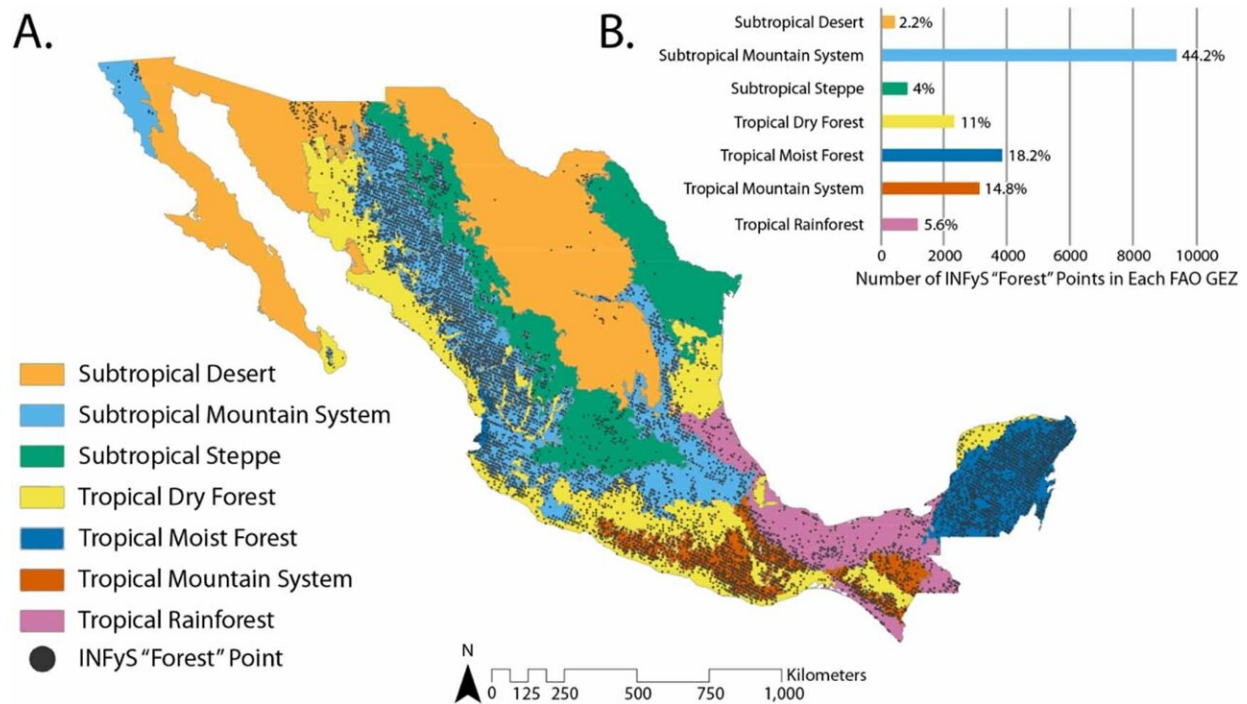 A.
B.
Subtropical Desert 2.2%
Subtropical Mountain System 44.2%
Subtropical Steppe 4%
Tropical Dry Forest 11%
Tropical Moist Forest 18.2%
Tropical Mountain System 14.8%
Tropical Rainforest 5.6%
0 2000 4000 6000 8000 10000
Number of INFyS “Forest” Points in Each FAO GEZ
Subtropical Desert
Subtropical Mountain System
Subtropical Steppe
Tropical Dry Forest
Tropical Moist Forest
Tropical Mountain System
Tropical Rainforest
INFyS “Forest” Point
N
Kilometers
0 125 250 500 750 1,000